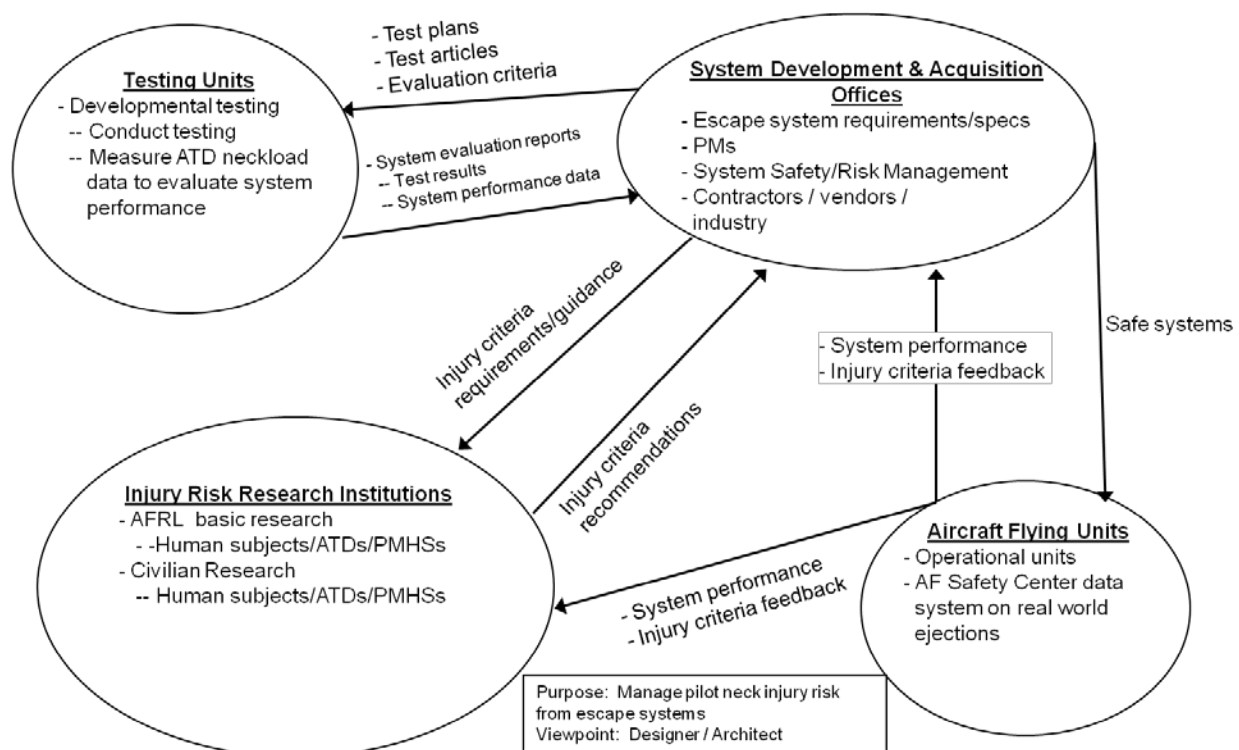 - Test plans
- Test articles
- Evaluation criteria
Testing Units
- Developmental testing
-- Conduct testing
-- Measure ATD neckload
data to evaluate system
performance
- System evaluation reports
-- Test results
-- System performance data
System Development & Acquisition
Offices
- Escape system requirements/specs
- PMs
- System Safety/Risk Management
- Contractors / vendors /
industry
Injury criteria
requirements/guidance
Injury criteria
recommendations
- System performance
- Injury criteria feedback
Safe systems
Injury Risk Research Institutions
- AFRL basic research
- -Human subjects/ATDs/PMHSs
- Civilian Research
-- Human subjects/ATDs/PMHSs
- System performance
- Injury criteria feedback
Aircraft Flying Units
- Operational units
- AF Safety Center data
system on real world
ejections
Purpose: Manage pilot neck injury risk
from escape systems
Viewpoint: Designer / Architect